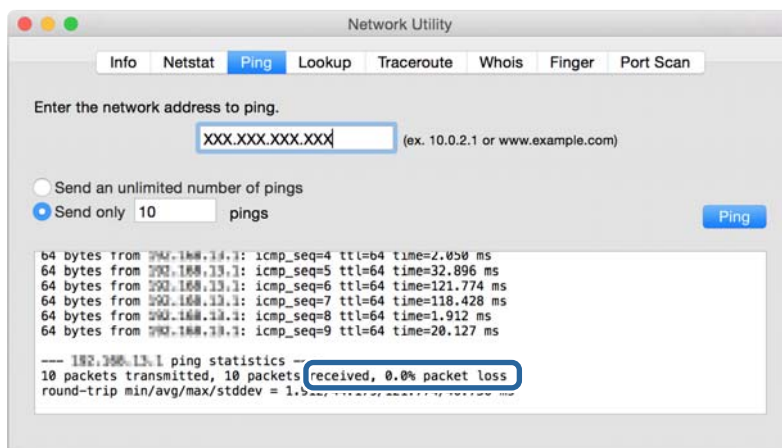 Network Utility
Info Netstat Ping Lookup Traceroute Whois Finger Port Scan
Enter the network address to ping.
XXX.XXX.XXX.XXX (ex. 10.0.2.1 or www.example.com)
Send an unlimited number of pings
Send only 10 pings
Ping
64 bytes from icmp_seq=4 ttl=64 time=2.050 ms
64 bytes from icmp_seq=5 ttl=64 time=32.896 ms
64 bytes from icmp_seq=6 ttl=64 time=121.774 ms
64 bytes from icmp_seq=7 ttl=64 time=118.428 ms
64 bytes from icmp_seq=8 ttl=64 time=1.912 ms
64 bytes from icmp_seq=9 ttl=64 time=20.127 ms
--- ping statistics
10 packets transmitted, 10 packets received, 0.0% packet loss
round-trip min/avg/max/stddev = ms